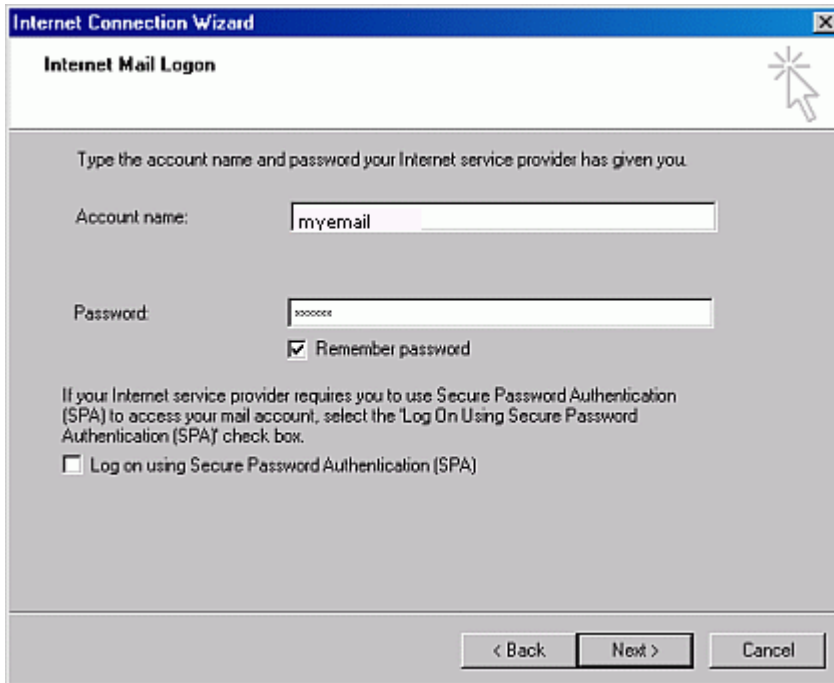 Internet Connection Wizard
Internet Mail Logon
Type the account name and password your Internet service provider has given you.
Account name:
myemail
Password:
xxxxxxx
Remember password
If your Internet service provider requires you to use Secure Password Authentication
(SPA) to access your mail account, select the 'Log On Using Secure Password
Authentication (SPA)' check box.
Log on using Secure Password Authentication (SPA)
< Back
Next >
Cancel